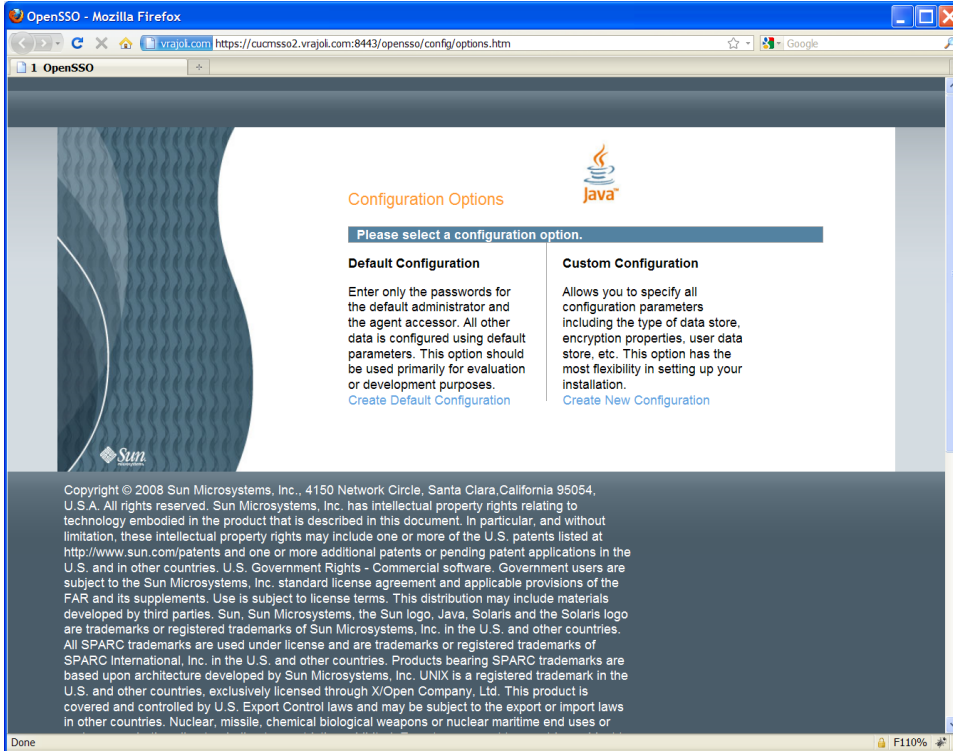 OpenSSO - Mozilla Firefox
vrajoli.com https://cucmsso2.vrajoli.com:8443/opensso/config/options.htm
Google
1 OpenSSO
Java
Configuration Options
Please select a configuration option.
Default Configuration
Enter only the passwords for
the default administrator and
the agent accessor. All other
data is configured using default
parameters. This option should
be used primarily for evaluation
or development purposes.
Create Default Configuration
Custom Configuration
Allows you to specify all
configuration parameters
including the type of data store,
encryption properties, user data
store, etc. This option has the
most flexibility in setting up your
installation.
Create New Configuration
Sun
microsystems
Copyright © 2008 Sun Microsystems, Inc., 4150 Network Circle, Santa Clara,California 95054,
U.S.A. All rights reserved. Sun Microsystems, Inc. has intellectual property rights relating to
technology embodied in the product that is described in this document. In particular, and without
limitation, these intellectual property rights may include one or more of the U.S. patents listed at
http://www.sun.com/patents and one or more additional patents or pending patent applications in the
U.S. and in other countries. U.S. Government Rights - Commercial software. Government users are
subject to the Sun Microsystems, Inc. standard license agreement and applicable provisions of the
FAR and its supplements. Use is subject to license terms. This distribution may include materials
developed by third parties. Sun, Sun Microsystems, the Sun logo, Java, Solaris and the Solaris logo
are trademarks or registered trademarks of Sun Microsystems, Inc. in the U.S. and other countries.
All SPARC trademarks are used under license and are trademarks or registered trademarks of
SPARC International, Inc. in the U.S. and other countries. Products bearing SPARC trademarks are
based upon architecture developed by Sun Microsystems, Inc. UNIX is a registered trademark in the
U.S. and other countries, exclusively licensed through X/Open Company, Ltd. This product is
covered and controlled by U.S. Export Control laws and may be subject to the export or import laws
in other countries. Nuclear, missile, chemical biological weapons or nuclear maritime end uses or
Done
F110%